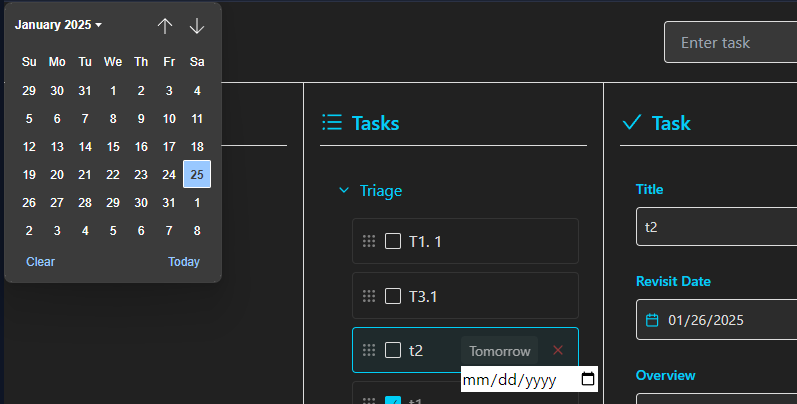 January 2025
Su Mo Tu We Th Fr Sa
29 30 31 1 2 3 4
5 6 7 8 9 10 11
12 13 14 15 16 17 18
19 20 21 22 23 24 25
26 27 28 29 30 31 1
2 3 4 5 6 7 8
Clear Today
Enter task
Tasks
Triage
T1. 1
T3.1
t2 Tomorrow
mm/dd/yyyy
t1
Task
Title
t2
Revisit Date
01/26/2025
Overview